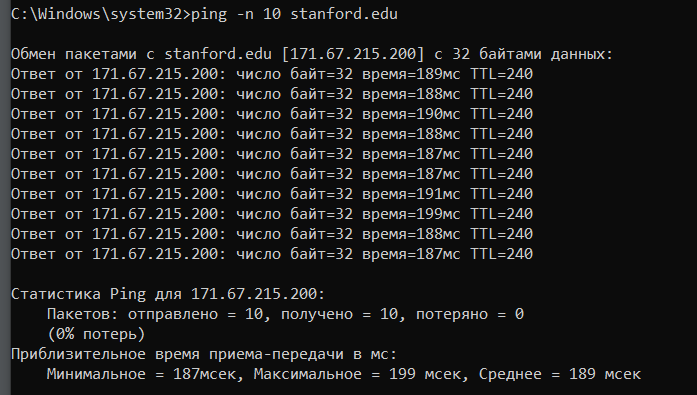 C:\Windows\system32>ping -n 10 stanford.edu
Обмен пакетами с stanford.edu [171.67.215.200] с 32 байтами данных:
Ответ от 171.67.215.200: число байт=32 время=189мс TTL=240
Ответ от 171.67.215.200: число байт=32 время=188мс TTL=240
Ответ от 171.67.215.200: число байт=32 время=190мс TTL=240
Ответ от 171.67.215.200: число байт=32 время=188мс TTL=240
Ответ от 171.67.215.200: число байт=32 время=187мс TTL=240
Ответ от 171.67.215.200: число байт=32 время=187мс TTL=240
Ответ от 171.67.215.200: число байт=32 время=191мс TTL=240
Ответ от 171.67.215.200: число байт=32 время=199мс TTL=240
Ответ от 171.67.215.200: число байт=32 время=188мс TTL=240
Ответ от 171.67.215.200: число байт=32 время=187мс TTL=240
Статистика Ping для 171.67.215.200:
    Пакетов: отправлено = 10, получено = 10, потеряно = 0
    (0% потерь)
Приблизительное время приема-передачи в мс:
    Минимальное = 187мсек, Максимальное = 199 мсек, Среднее = 189 мсек